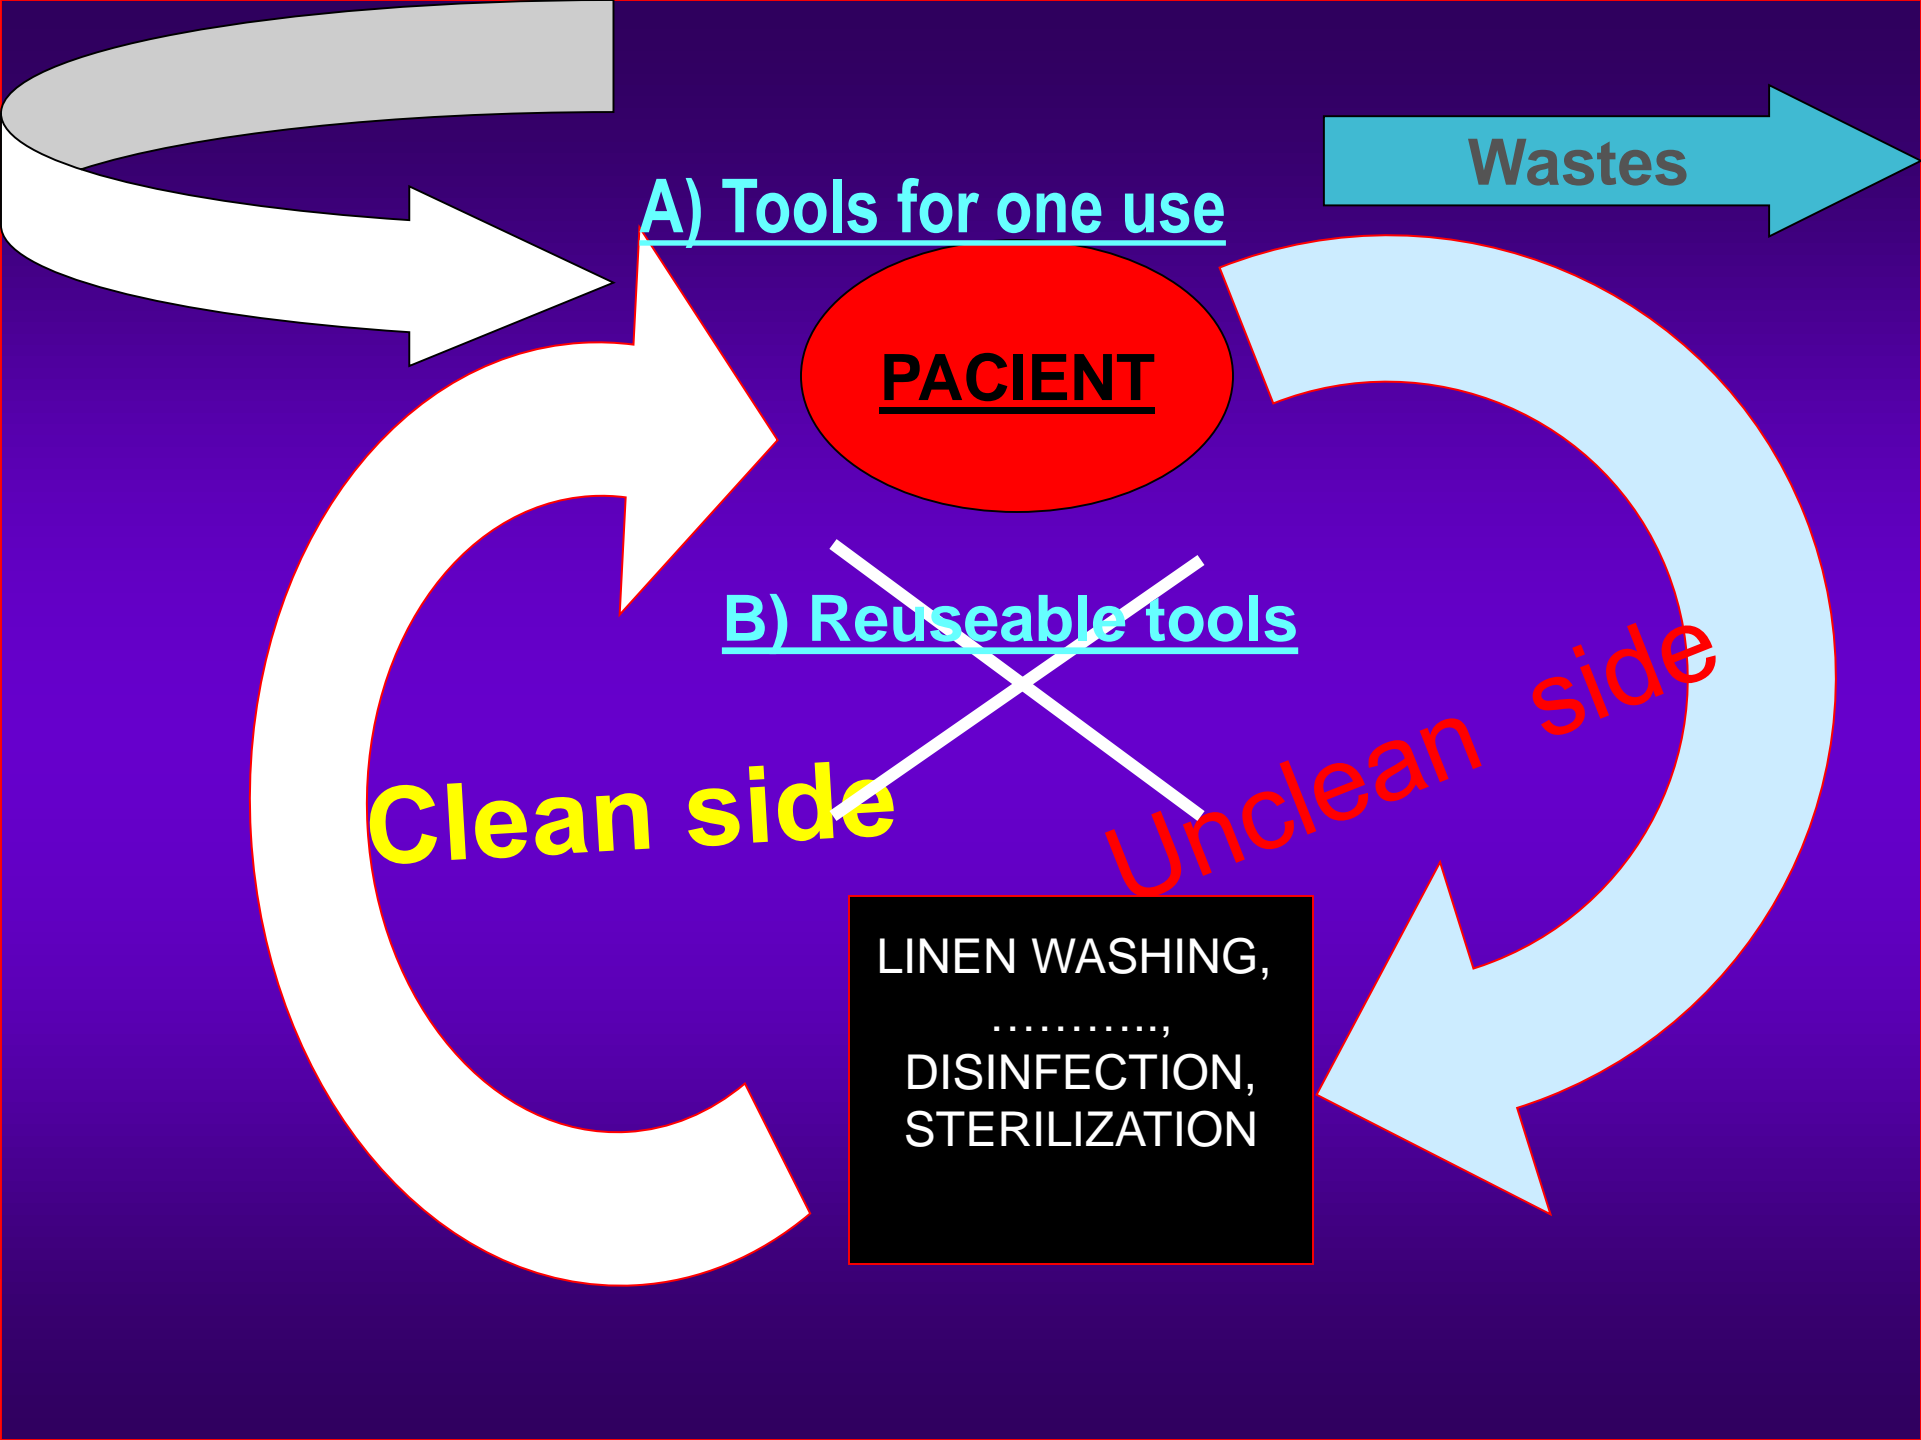 Wastes
A) Tools for one use
PACIENT
B) Reuseable tools
Unclean side
Clean side
LINEN WASHING,
………..,
DISINFECTION,
STERILIZATION